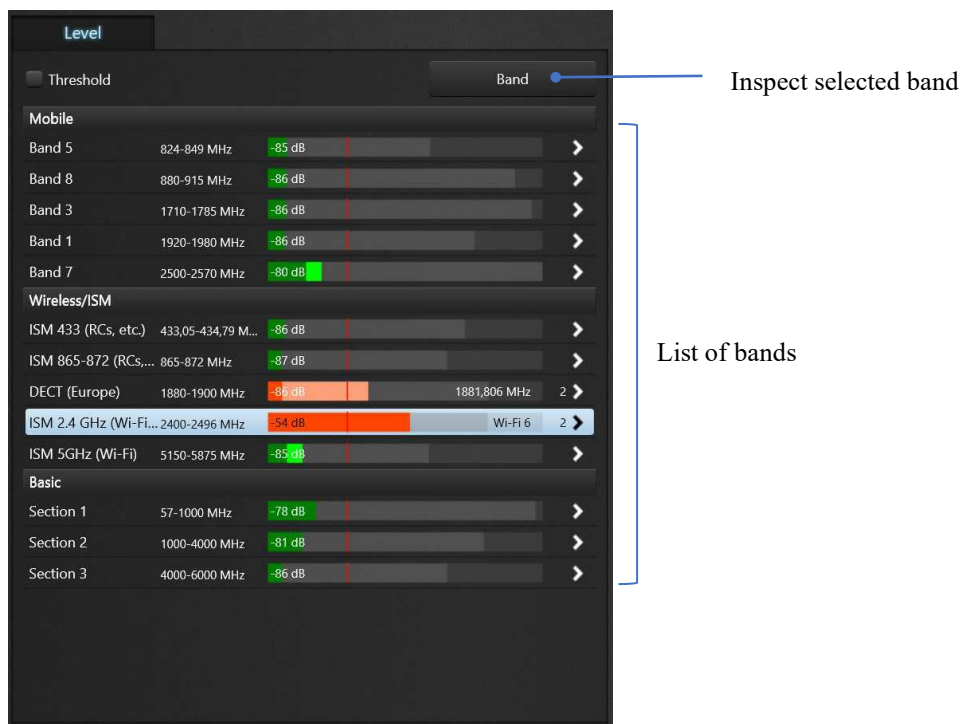 Level
Threshold
Band
Inspect selected band
Mobile
Band 5 824-849 MHz -85 dB
Band 8 880-915 MHz -86 dB
Band 3 1710-1785 MHz -86 dB
Band 1 1920-1980 MHz -86 dB
Band 7 2500-2570 MHz -80 dB
Wireless/ISM
ISM 433 (RCs, etc.) 433,05-434,79 M... -86 dB
ISM 865-872 (RCs,... 865-872 MHz -87 dB
List of bands
DECT (Europe) 1880-1900 MHz -86 dB 1881,806 MHz 2
ISM 2.4 GHz (Wi-Fi... 2400-2496 MHz -54 dB Wi-Fi 6 2
ISM 5GHz (Wi-Fi) 5150-5875 MHz -85 dB
Basic
Section 1 57-1000 MHz -78 dB
Section 2 1000-4000 MHz -81 dB
Section 3 4000-6000 MHz -86 dB